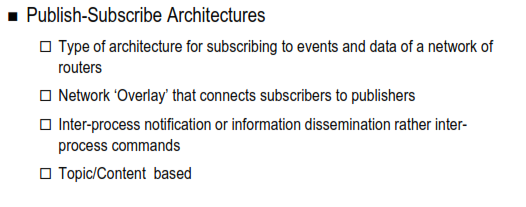 Publish-Subscribe Architectures
Type of architecture for subscribing to events and data of a network of
routers
Network ‘Overlay’ that connects subscribers to publishers
Inter-process notification or information dissemination rather inter-
process commands
Topic/Content based